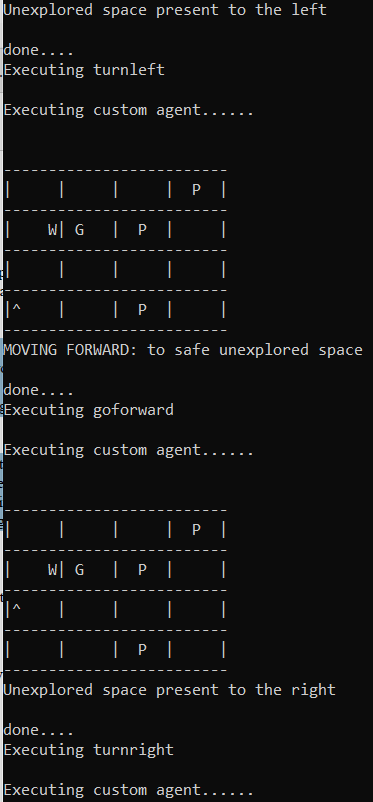 Unexplored space present to the left
done....
Executing turnleft
Executing custom agent......
-------------------------
|     |     |     |  P  |
-------------------------
|    W| G   |  P  |     |
-------------------------
|     |     |     |     |
-------------------------
|^    |     |  P  |     |
-------------------------
MOVING FORWARD: to safe unexplored space
done....
Executing goforward
Executing custom agent......
-------------------------
|     |     |     |  P  |
-------------------------
|    W| G   |  P  |     |
-------------------------
|^    |     |     |     |
-------------------------
|     |     |  P  |     |
-------------------------
Unexplored space present to the right
done....
Executing turnright
Executing custom agent......